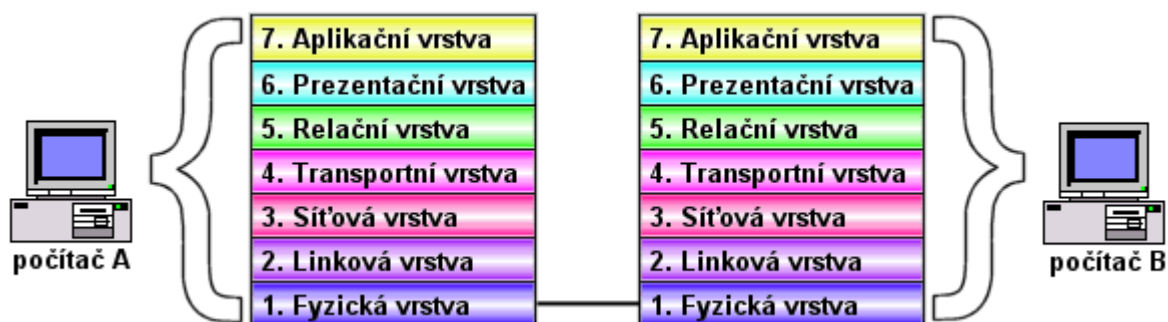 7. Aplikační vrstva
6. Prezentační vrstva
5. Relační vrstva
4. Transportní vrstva
3. Síťová vrstva
2. Linková vrstva
1. Fyzická vrstva
počítač A
7. Aplikační vrstva
6. Prezentační vrstva
5. Relační vrstva
4. Transportní vrstva
3. Síťová vrstva
2. Linková vrstva
1. Fyzická vrstva
počítač B